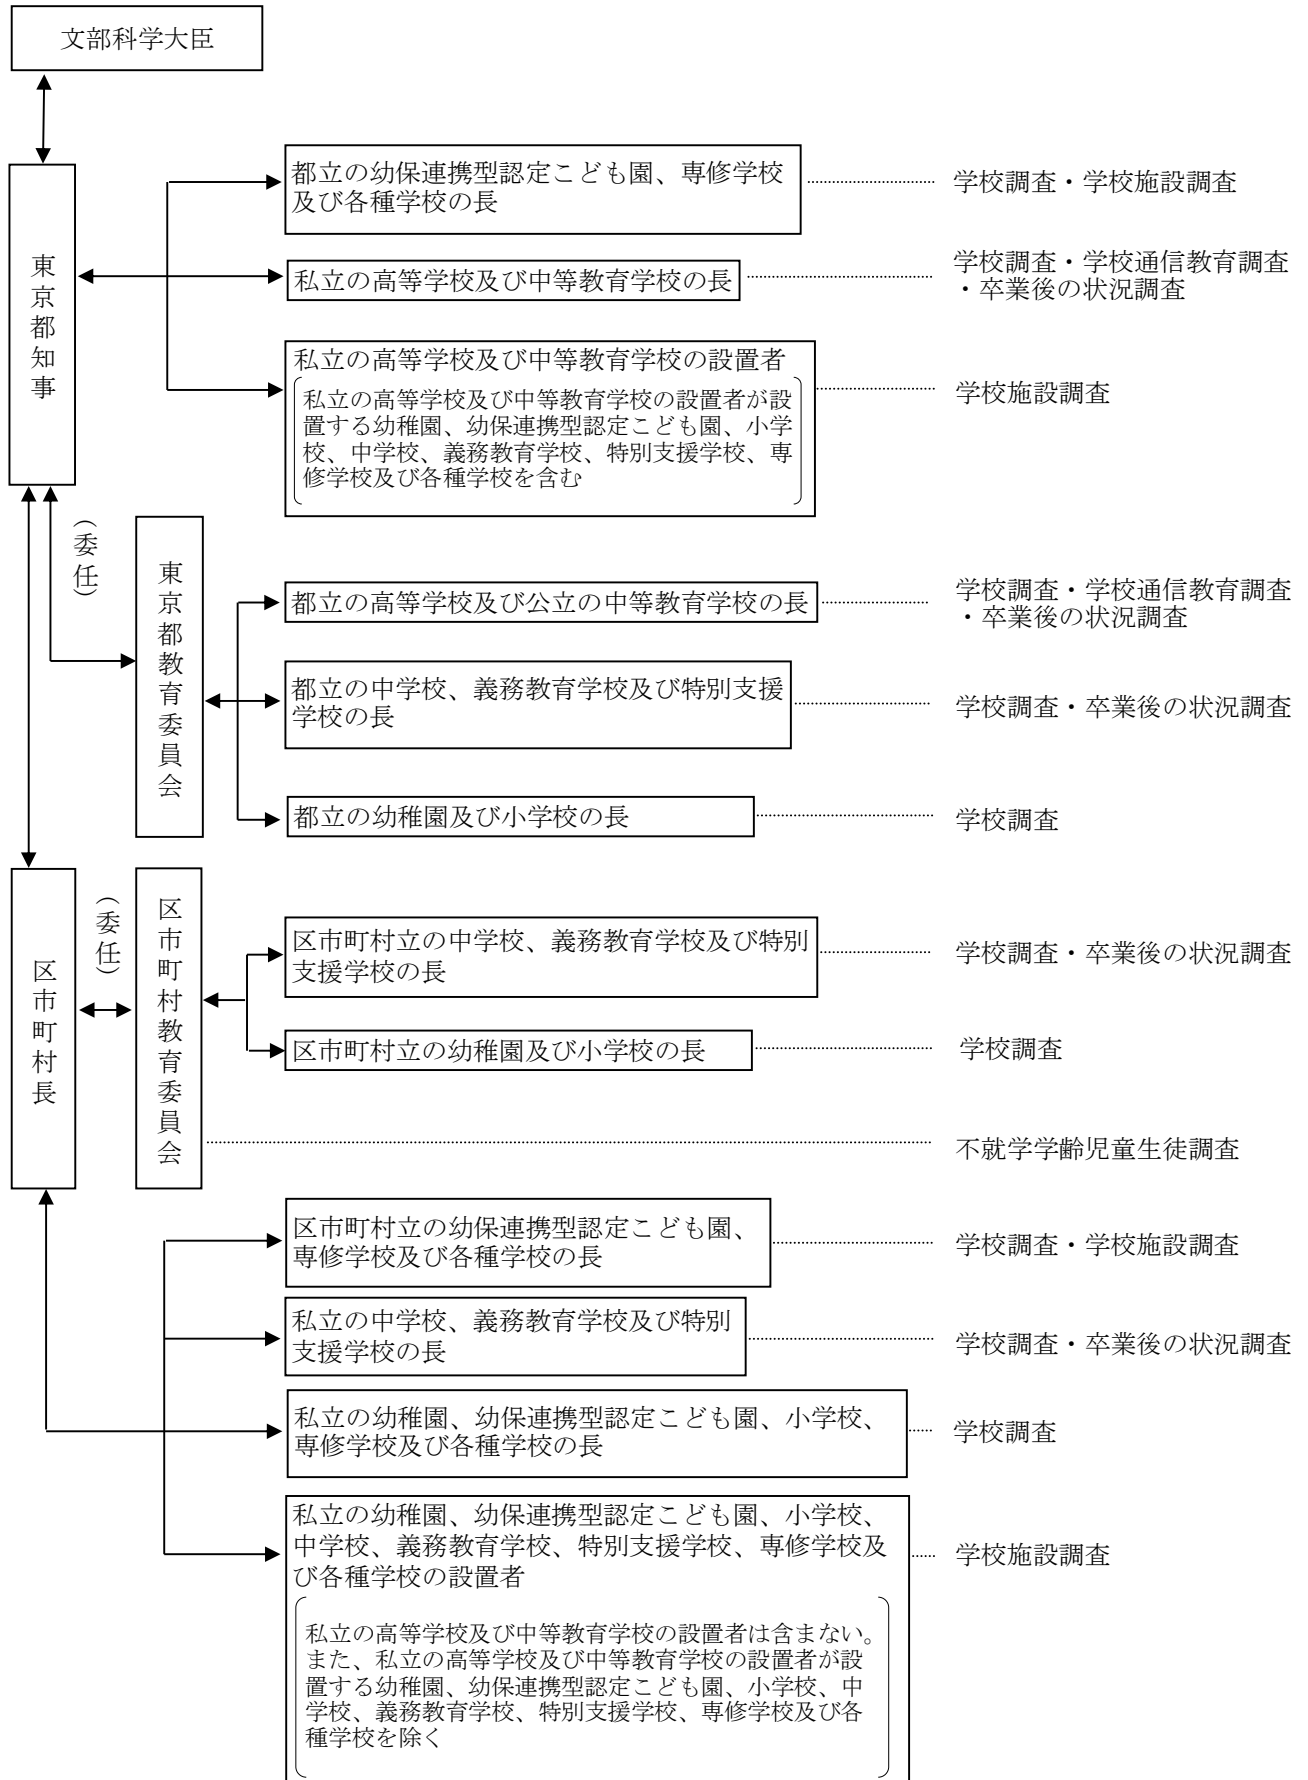 文部科学大臣
東京都知事
都立の幼保連携型認定こども園、専修学校
及び各種学校の長
学校調査・学校施設調査
私立の高等学校及び中等教育学校の長
学校調査・学校通信教育調査
・卒業後の状況調査
私立の高等学校及び中等教育学校の設置者
私立の高等学校及び中等教育学校の設置者が設
置する幼稚園、幼保連携型認定こども園、小学
校、中学校、義務教育学校、特別支援学校、専
修学校及び各種学校を含む
学校施設調査
(委任)
東京都教育委員会
都立の高等学校及び公立の中等教育学校の長
学校調査・学校通信教育調査
・卒業後の状況調査
都立の中学校、義務教育学校及び特別支援
学校の長
学校調査・卒業後の状況調査
都立の幼稚園及び小学校の長
学校調査
区市町村長
(委任)
区市町村教育委員会
区市町村立の中学校、義務教育学校及び特別
支援学校の長
学校調査・卒業後の状況調査
区市町村立の幼稚園及び小学校の長
学校調査
不就学学齢児童生徒調査
区市町村立の幼保連携型認定こども園、
専修学校及び各種学校の長
学校調査・学校施設調査
私立の中学校、義務教育学校及び特別
支援学校の長
学校調査・卒業後の状況調査
私立の幼稚園、幼保連携型認定こども園、小学校、
専修学校及び各種学校の長
学校調査
私立の幼稚園、幼保連携型認定こども園、小学校、
中学校、義務教育学校、特別支援学校、専修学校及
び各種学校の設置者
学校施設調査
私立の高等学校及び中等教育学校の設置者は含まない。
また、私立の高等学校及び中等教育学校の設置者が設
置する幼稚園、幼保連携型認定こども園、小学校、中
学校、義務教育学校、特別支援学校、専修学校及び各
種学校を除く